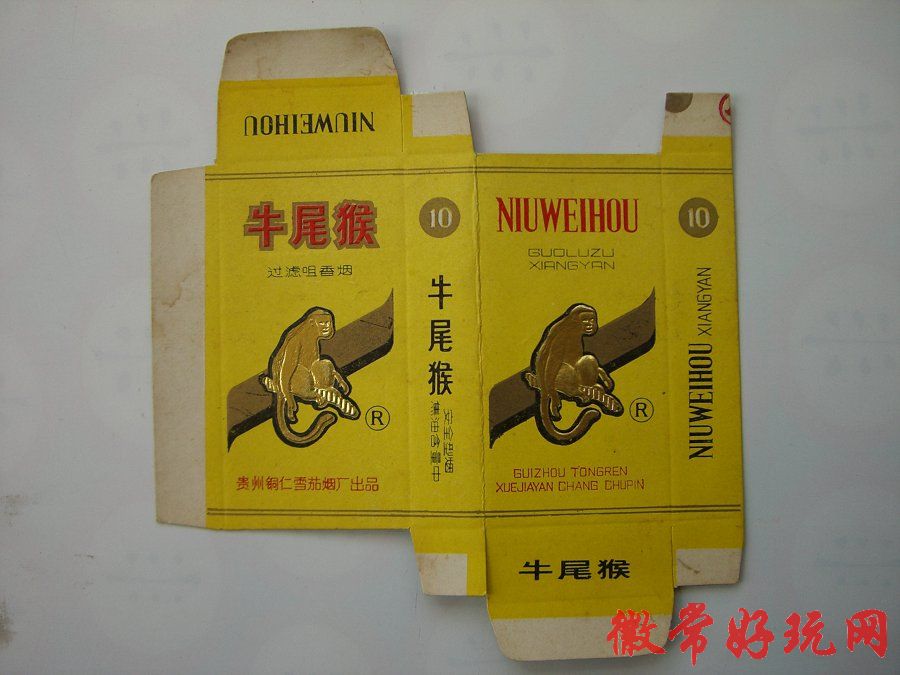 NIUWEIHOU
牛尾猴
过滤咀香烟
R
贵州铜仁雪茄烟厂出品
10
牛尾猴
NIUWEIHOU
GUOLUZU
XIANGYAN
R
GUIZHOU TONGREN
XUEJIAYAN CHANG CHUPIN
牛尾猴
10
NIUWEIHOU XIANGYAN
徽常好玩网